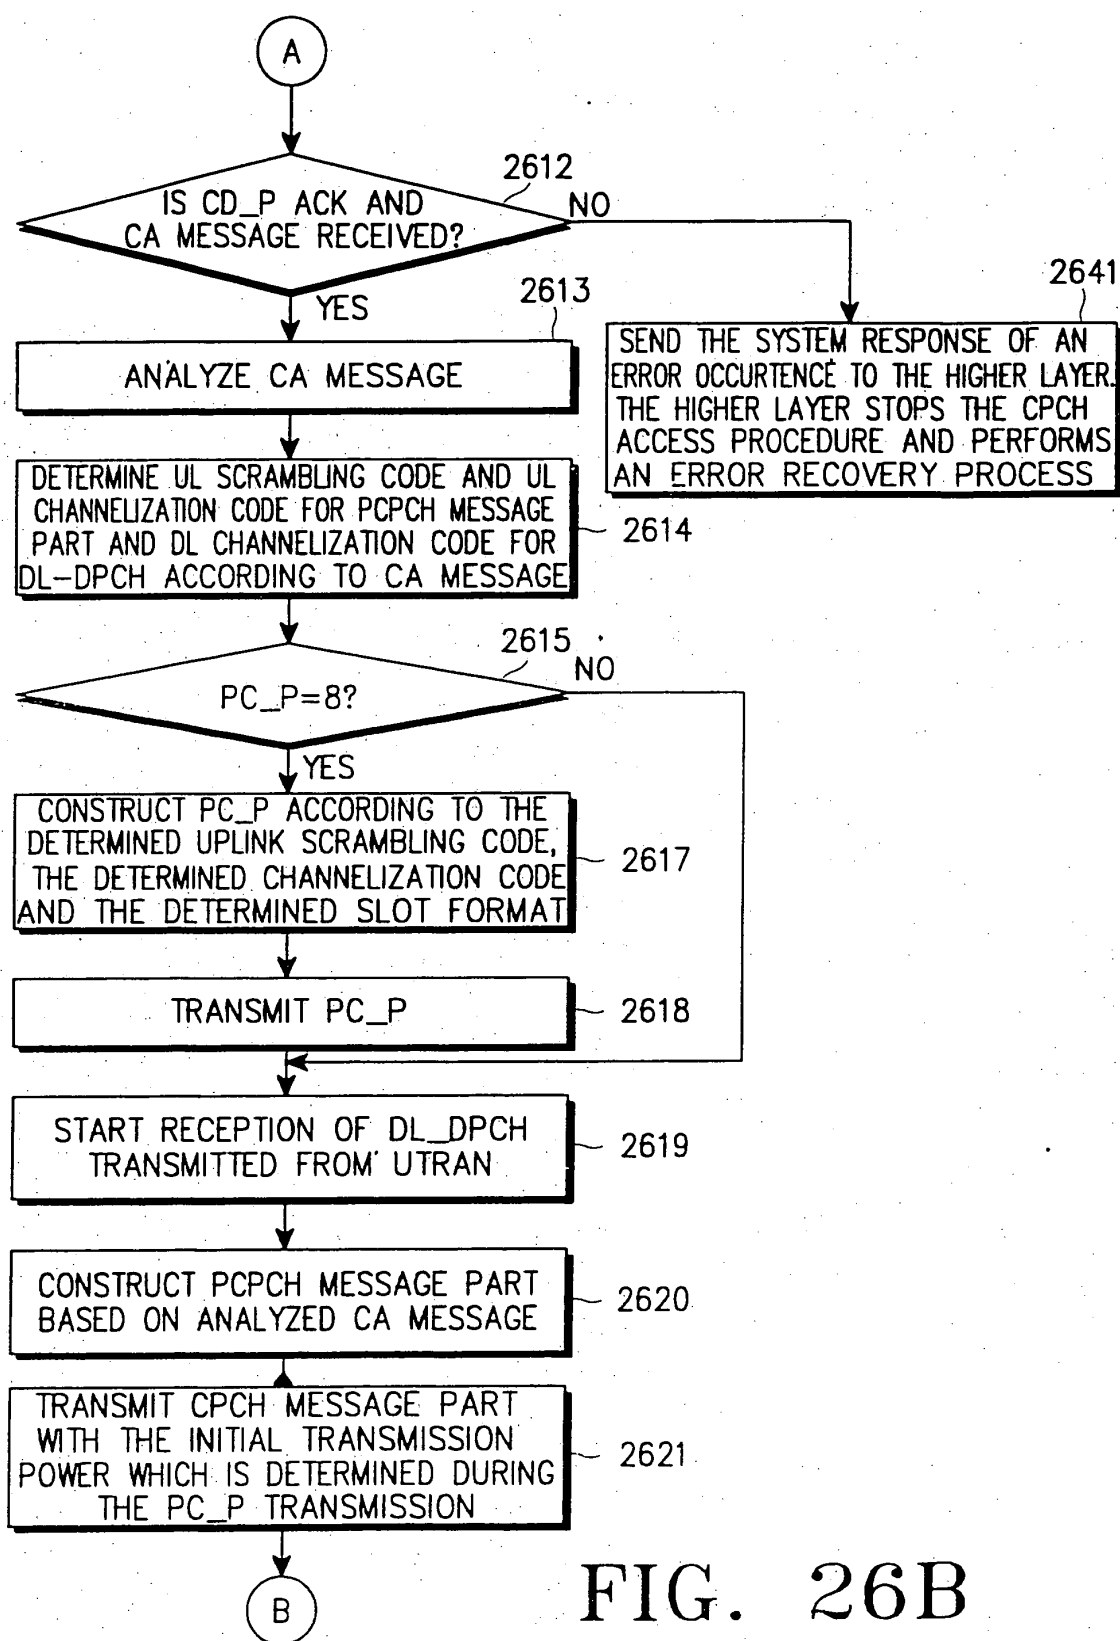 A
2612
IS CD_P ACK AND
CA MESSAGE RECEIVED?
NO
YES
2613
ANALYZE CA MESSAGE
2641
SEND THE SYSTEM RESPONSE OF AN
ERROR OCCURTENCE TO THE HIGHER LAYER.
THE HIGHER LAYER STOPS THE CPCH
ACCESS PROCEDURE AND PERFORMS
AN ERROR RECOVERY PROCESS
DETERMINE UL SCRAMBLING CODE AND UL
CHANNELIZATION CODE FOR PCPCH MESSAGE
PART AND DL CHANNELIZATION CODE FOR
DL-DPCH ACCORDING TO CA MESSAGE
2614
2615
PC_P=8?
NO
YES
CONSTRUCT PC_P ACCORDING TO THE
DETERMINED UPLINK SCRAMBLING CODE,
THE DETERMINED CHANNELIZATION CODE
AND THE DETERMINED SLOT FORMAT
2617
TRANSMIT PC_P
2618
START RECEPTION OF DL_DPCH
TRANSMITTED FROM UTRAN
2619
CONSTRUCT PCPCH MESSAGE PART
BASED ON ANALYZED CA MESSAGE
2620
TRANSMIT CPCH MESSAGE PART
WITH THE INITIAL TRANSMISSION
POWER WHICH IS DETERMINED DURING
THE PC_P TRANSMISSION
2621
B
FIG. 26B